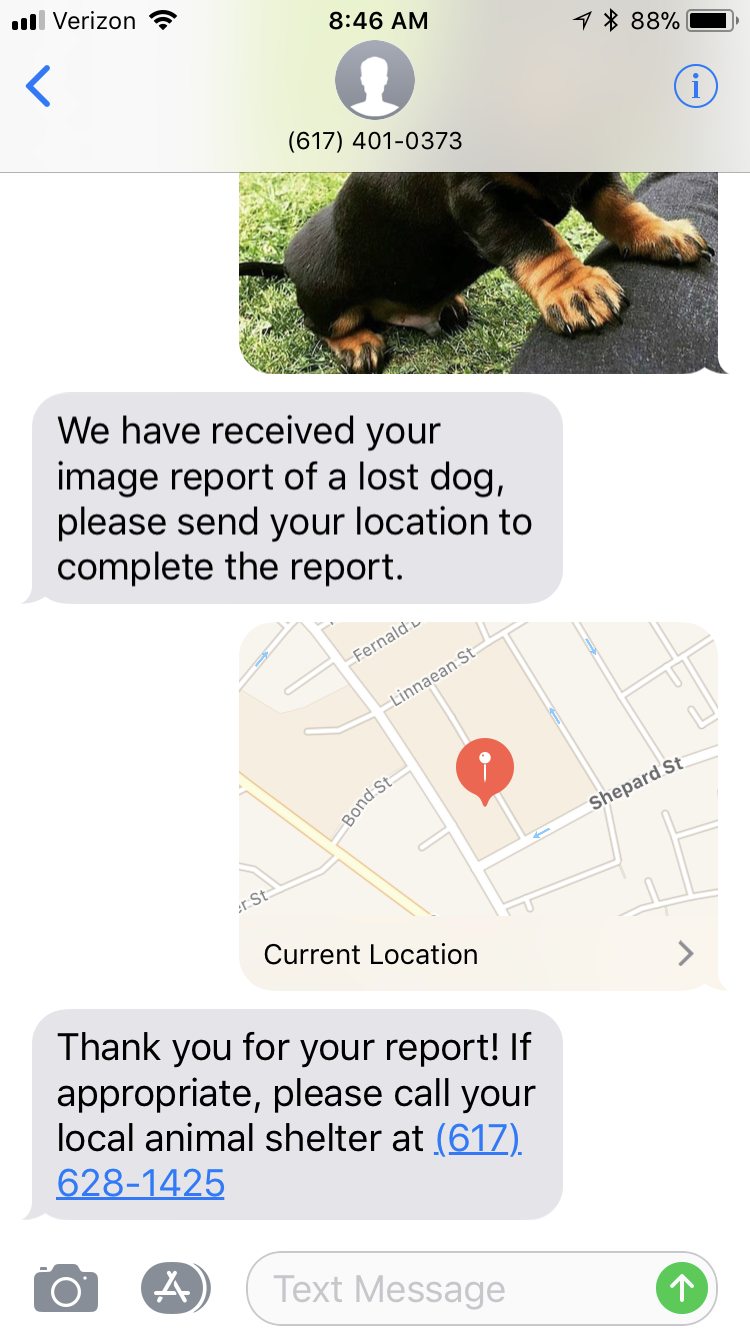 Verizon 8:46 AM 88%
(617) 401-0373
We have received your
image report of a lost dog,
please send your location to
complete the report.
Fernald
Linnaean St
Bond St
Shepard St
St
Current Location
Thank you for your report! If
appropriate, please call your
local animal shelter at (617)
628-1425
Text Message